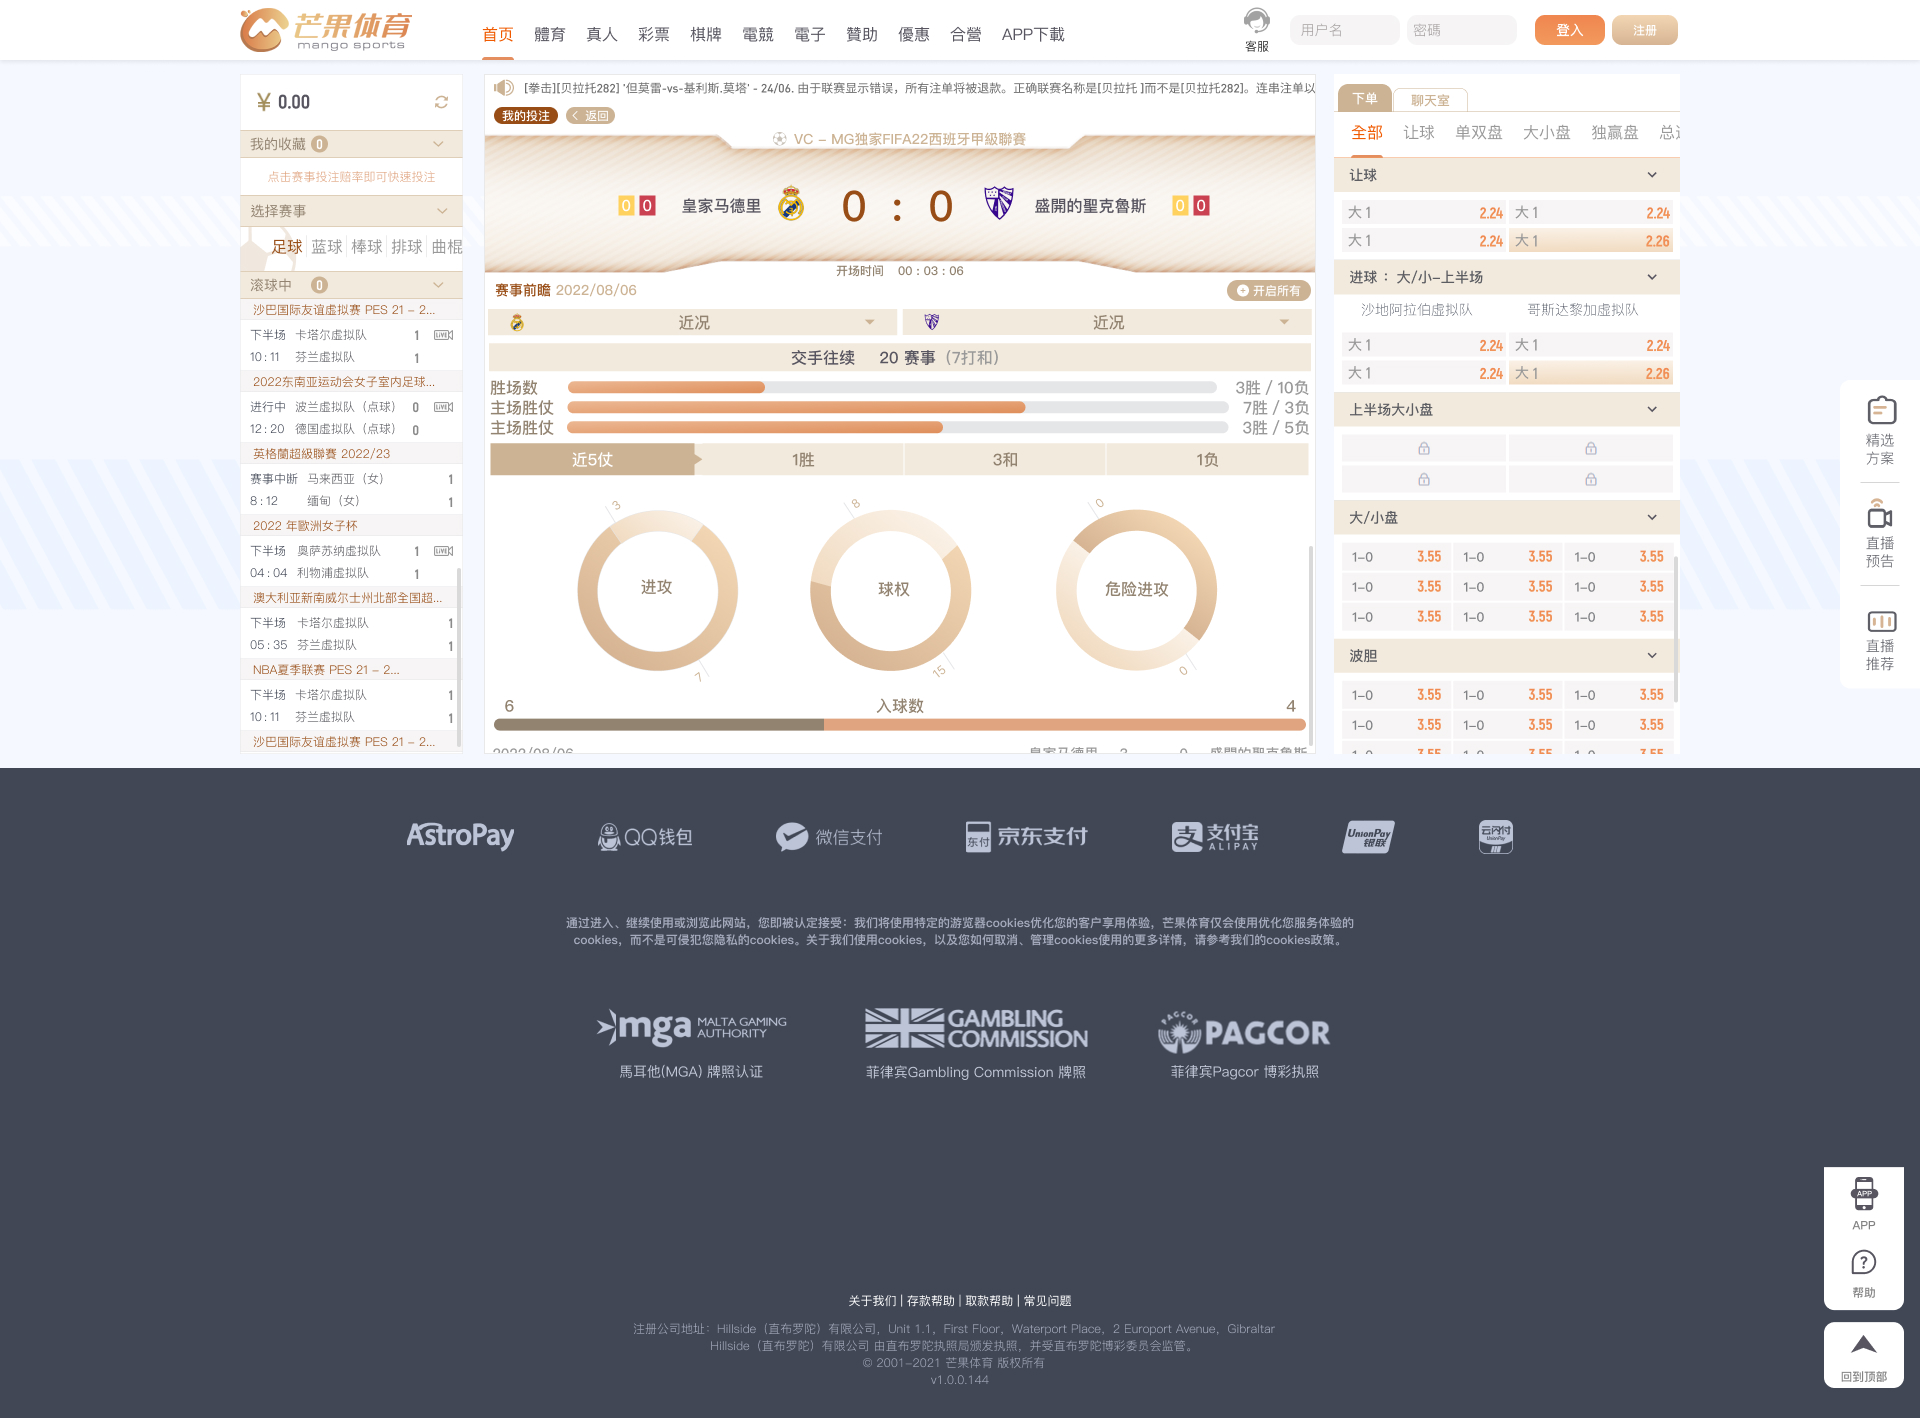 芒果体育
mango sports
首页 體育 真人 彩票 棋牌 電競 電子 贊助 優惠 合營 APP下載
客服
用户名 密碼 登入 注册
¥ 0.00
我的收藏 0
点击赛事投注赔率即可快速投注
选择赛事
足球 蓝球 棒球 排球 曲棍
滚球中 0
沙巴国际友谊虚拟赛 PES 21 – 2...
下半场 卡塔尔虚拟队 1 LIVE
10 : 11 芬兰虚拟队 1
2022东南亚运动会女子室内足球...
进行中 波兰虚拟队（点球） 0 LIVE
12 : 20 德国虚拟队（点球） 0
英格蘭超級聯賽 2022/23
赛事中断 马来西亚（女） 1
8 : 12 缅甸（女） 1
2022 年歐洲女子杯
下半场 奥萨苏纳虚拟队 1 LIVE
04 : 04 利物浦虚拟队 1
澳大利亚新南威尔士州北部全国超...
下半场 卡塔尔虚拟队 1
05 : 35 芬兰虚拟队 1
NBA夏季联赛 PES 21 – 2...
下半场 卡塔尔虚拟队 1
10 : 11 芬兰虚拟队 1
沙巴国际友谊虚拟赛 PES 21 – 2...
[拳击][贝拉托282] '但莫雷-vs-基利斯.莫塔' - 24/06. 由于联赛显示错误，所有注单将被退款。正确联赛名称是[贝拉托 ]而不是[贝拉托282]。连串注单以
我的投注 返回
VC – MG独家FIFA22西班牙甲級聯賽
0 0 皇家马德里 0 : 0 盛開的聖克魯斯 0 0
开场时间 00 : 03 : 06
赛事前瞻 2022/08/06 开启所有
近况 近况
交手往续 20 赛事（7打和）
胜场数 3胜 / 10负
主场胜仗 7胜 / 3负
主场胜仗 3胜 / 5负
近5仗 1胜 3和 1负
3 8 0
进攻 球权 危险进攻
7 15 0
6 入球数 4
2022/08/06 皇家马德里 3 0 盛開的聖克魯斯
下单 聊天室
全部 让球 单双盘 大小盘 独赢盘 总
让球
大 1 2.24 大 1 2.24
大 1 2.24 大 1 2.26
进球 ：大/小–上半场
沙地阿拉伯虚拟队 哥斯达黎加虚拟队
大 1 2.24 大 1 2.24
大 1 2.24 大 1 2.26
上半场大小盘
大/小盘
1–0 3.55 1–0 3.55 1–0 3.55
1–0 3.55 1–0 3.55 1–0 3.55
1–0 3.55 1–0 3.55 1–0 3.55
波胆
1–0 3.55 1–0 3.55 1–0 3.55
1–0 3.55 1–0 3.55 1–0 3.55
1–0 3.55 1–0 3.55 1–0 3.55
精选
方案
直播
预告
直播
推荐
AstroPay QQ钱包 微信支付 东付 京东支付 支 支付宝 ALIPAY UnionPay 银联 云闪付 UnionPay
通过进入、继续使用或浏览此网站，您即被认定接受：我们将使用特定的游览器cookies优化您的客户享用体验，芒果体育仅会使用优化您服务体验的
cookies，而不是可侵犯您隐私的cookies。关于我们使用cookies，以及您如何取消、管理cookies使用的更多详情，请参考我们的cookies政策。
mga MALTA GAMING AUTHORITY
GAMBLING COMMISSION
PAGCOR PAGCOR
馬耳他(MGA) 牌照认证 菲律宾Gambling Commission 牌照 菲律宾Pagcor 博彩执照
APP
APP
帮助
回到顶部
关于我们 | 存款帮助 | 取款帮助 | 常见问题
注册公司地址：Hillside（直布罗陀）有限公司，Unit 1.1，First Floor，Waterport Place，2 Europort Avenue，Gibraltar
Hillside（直布罗陀）有限公司 由直布罗陀执照局颁发执照，并受直布罗陀博彩委员会监管。
© 2001–2021 芒果体育 版权所有
v1.0.0.144